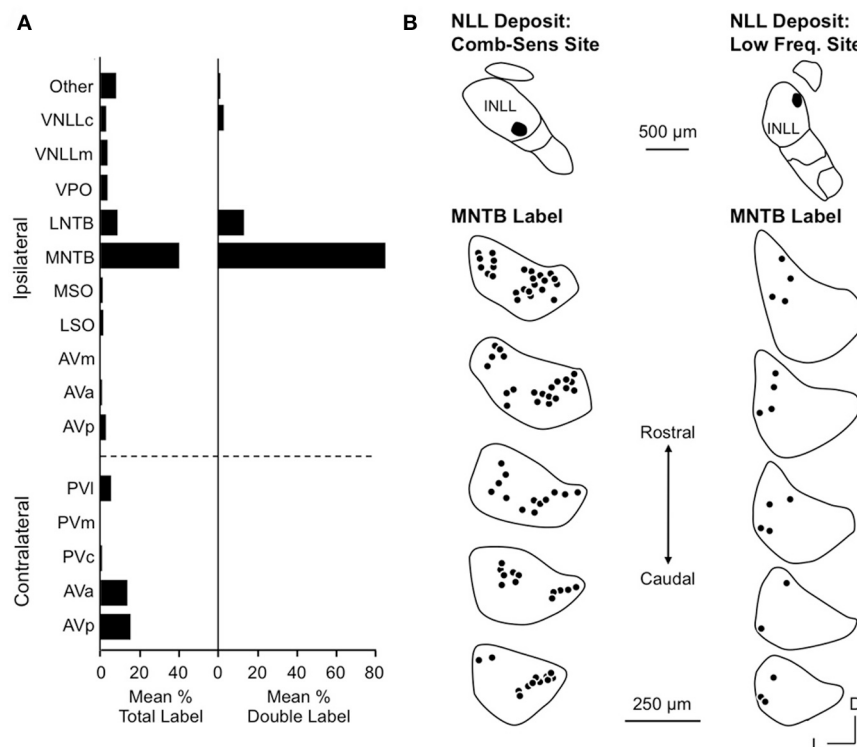 A
Ipsilateral
Contralateral
Other
VNLLc
VNLLm
VPO
LNTB
MNTB
MSO
LSO
AVm
AVa
AVp
PVl
PVm
PVc
AVa
AVp
0 20 40 0 20 40 60 80
Mean %
Total Label
Mean %
Double Label
B
NLL Deposit:
Comb-Sens Site
INLL
500 µm
NLL Deposit:
Low Freq. Site
INLL
MNTB Label
MNTB Label
Rostral
Caudal
250 µm
D